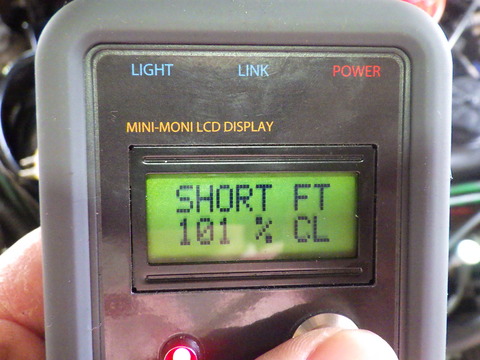 LIGHT LINK POWER
MINI-MONI LCD DISPLAY
SHORT FT
101 % CL